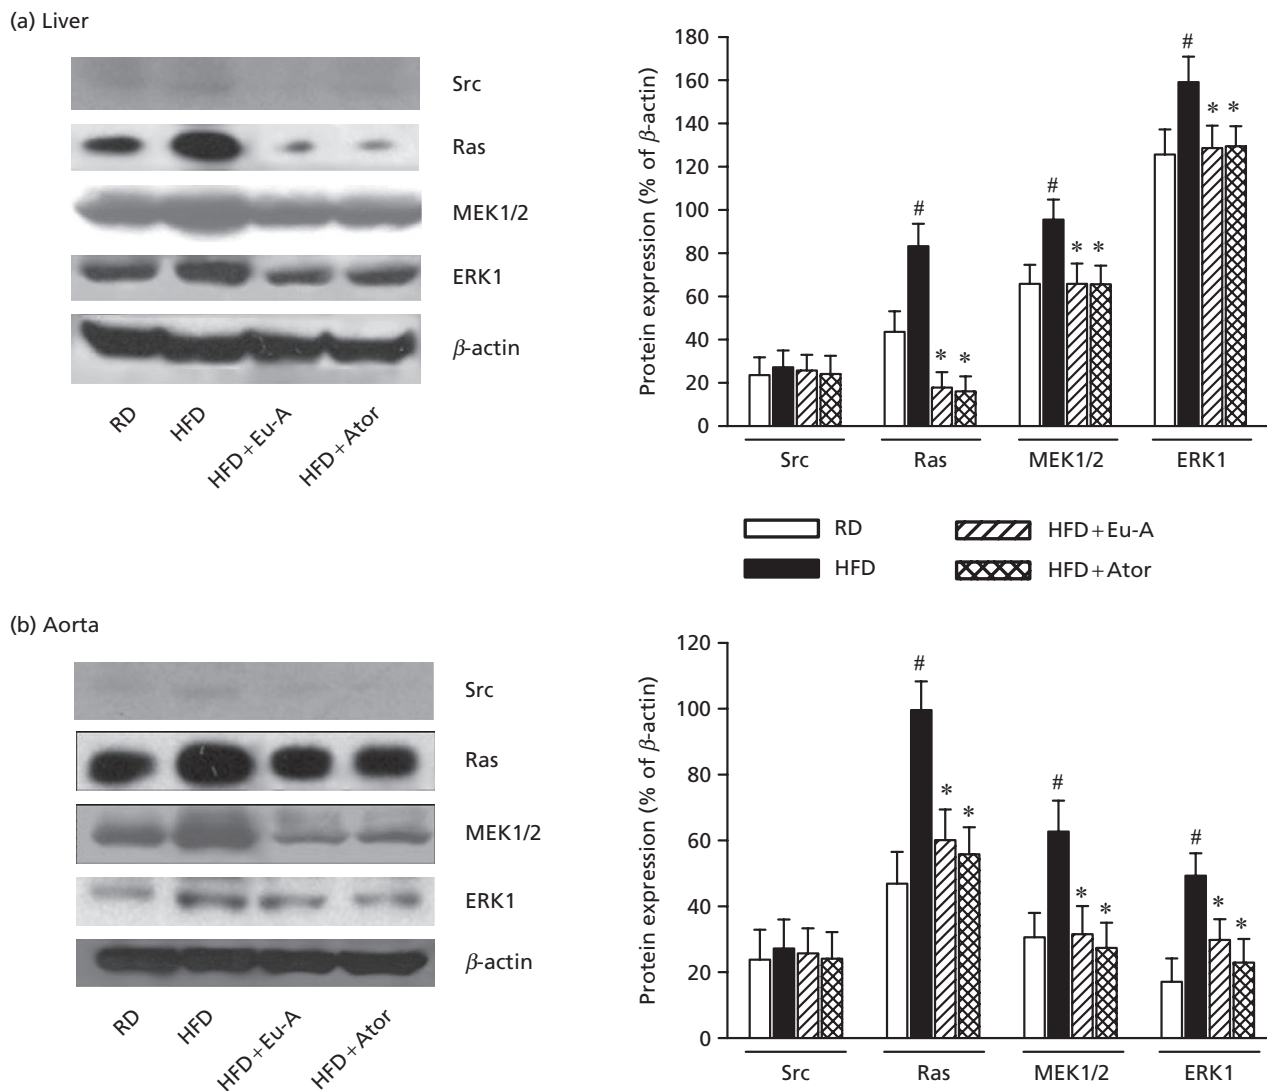 (a) Liver
Src
Ras
MEK1/2
ERK1
β-actin
RD
HFD
HFD+Eu-A
HFD+Ator
Protein expression (% of β-actin)
180
160
140
120
100
80
60
40
20
0
#
* *
#
* *
#
* *
Src
Ras
MEK1/2
ERK1
RD
HFD
HFD+Eu-A
HFD+Ator
(b) Aorta
Src
Ras
MEK1/2
ERK1
β-actin
RD
HFD
HFD+Eu-A
HFD+Ator
Protein expression (% of β-actin)
120
100
80
60
40
20
0
#
* *
#
* *
#
* *
Src
Ras
MEK1/2
ERK1